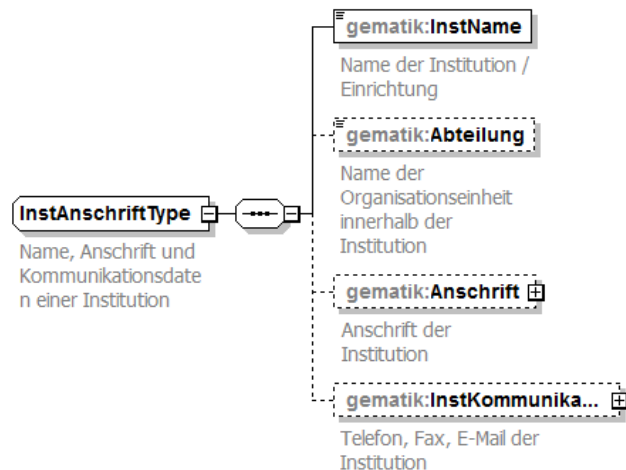 gematik:InstName
Name der Institution /
Einrichtung
gematik:Abteilung
Name der
Organisationseinheit
innerhalb der
Institution
InstAnschriftType
Name, Anschrift und
Kommunikationsdate
n einer Institution
gematik:Anschrift
Anschrift der
Institution
gematik:InstKommunika...
Telefon, Fax, E-Mail der
Institution